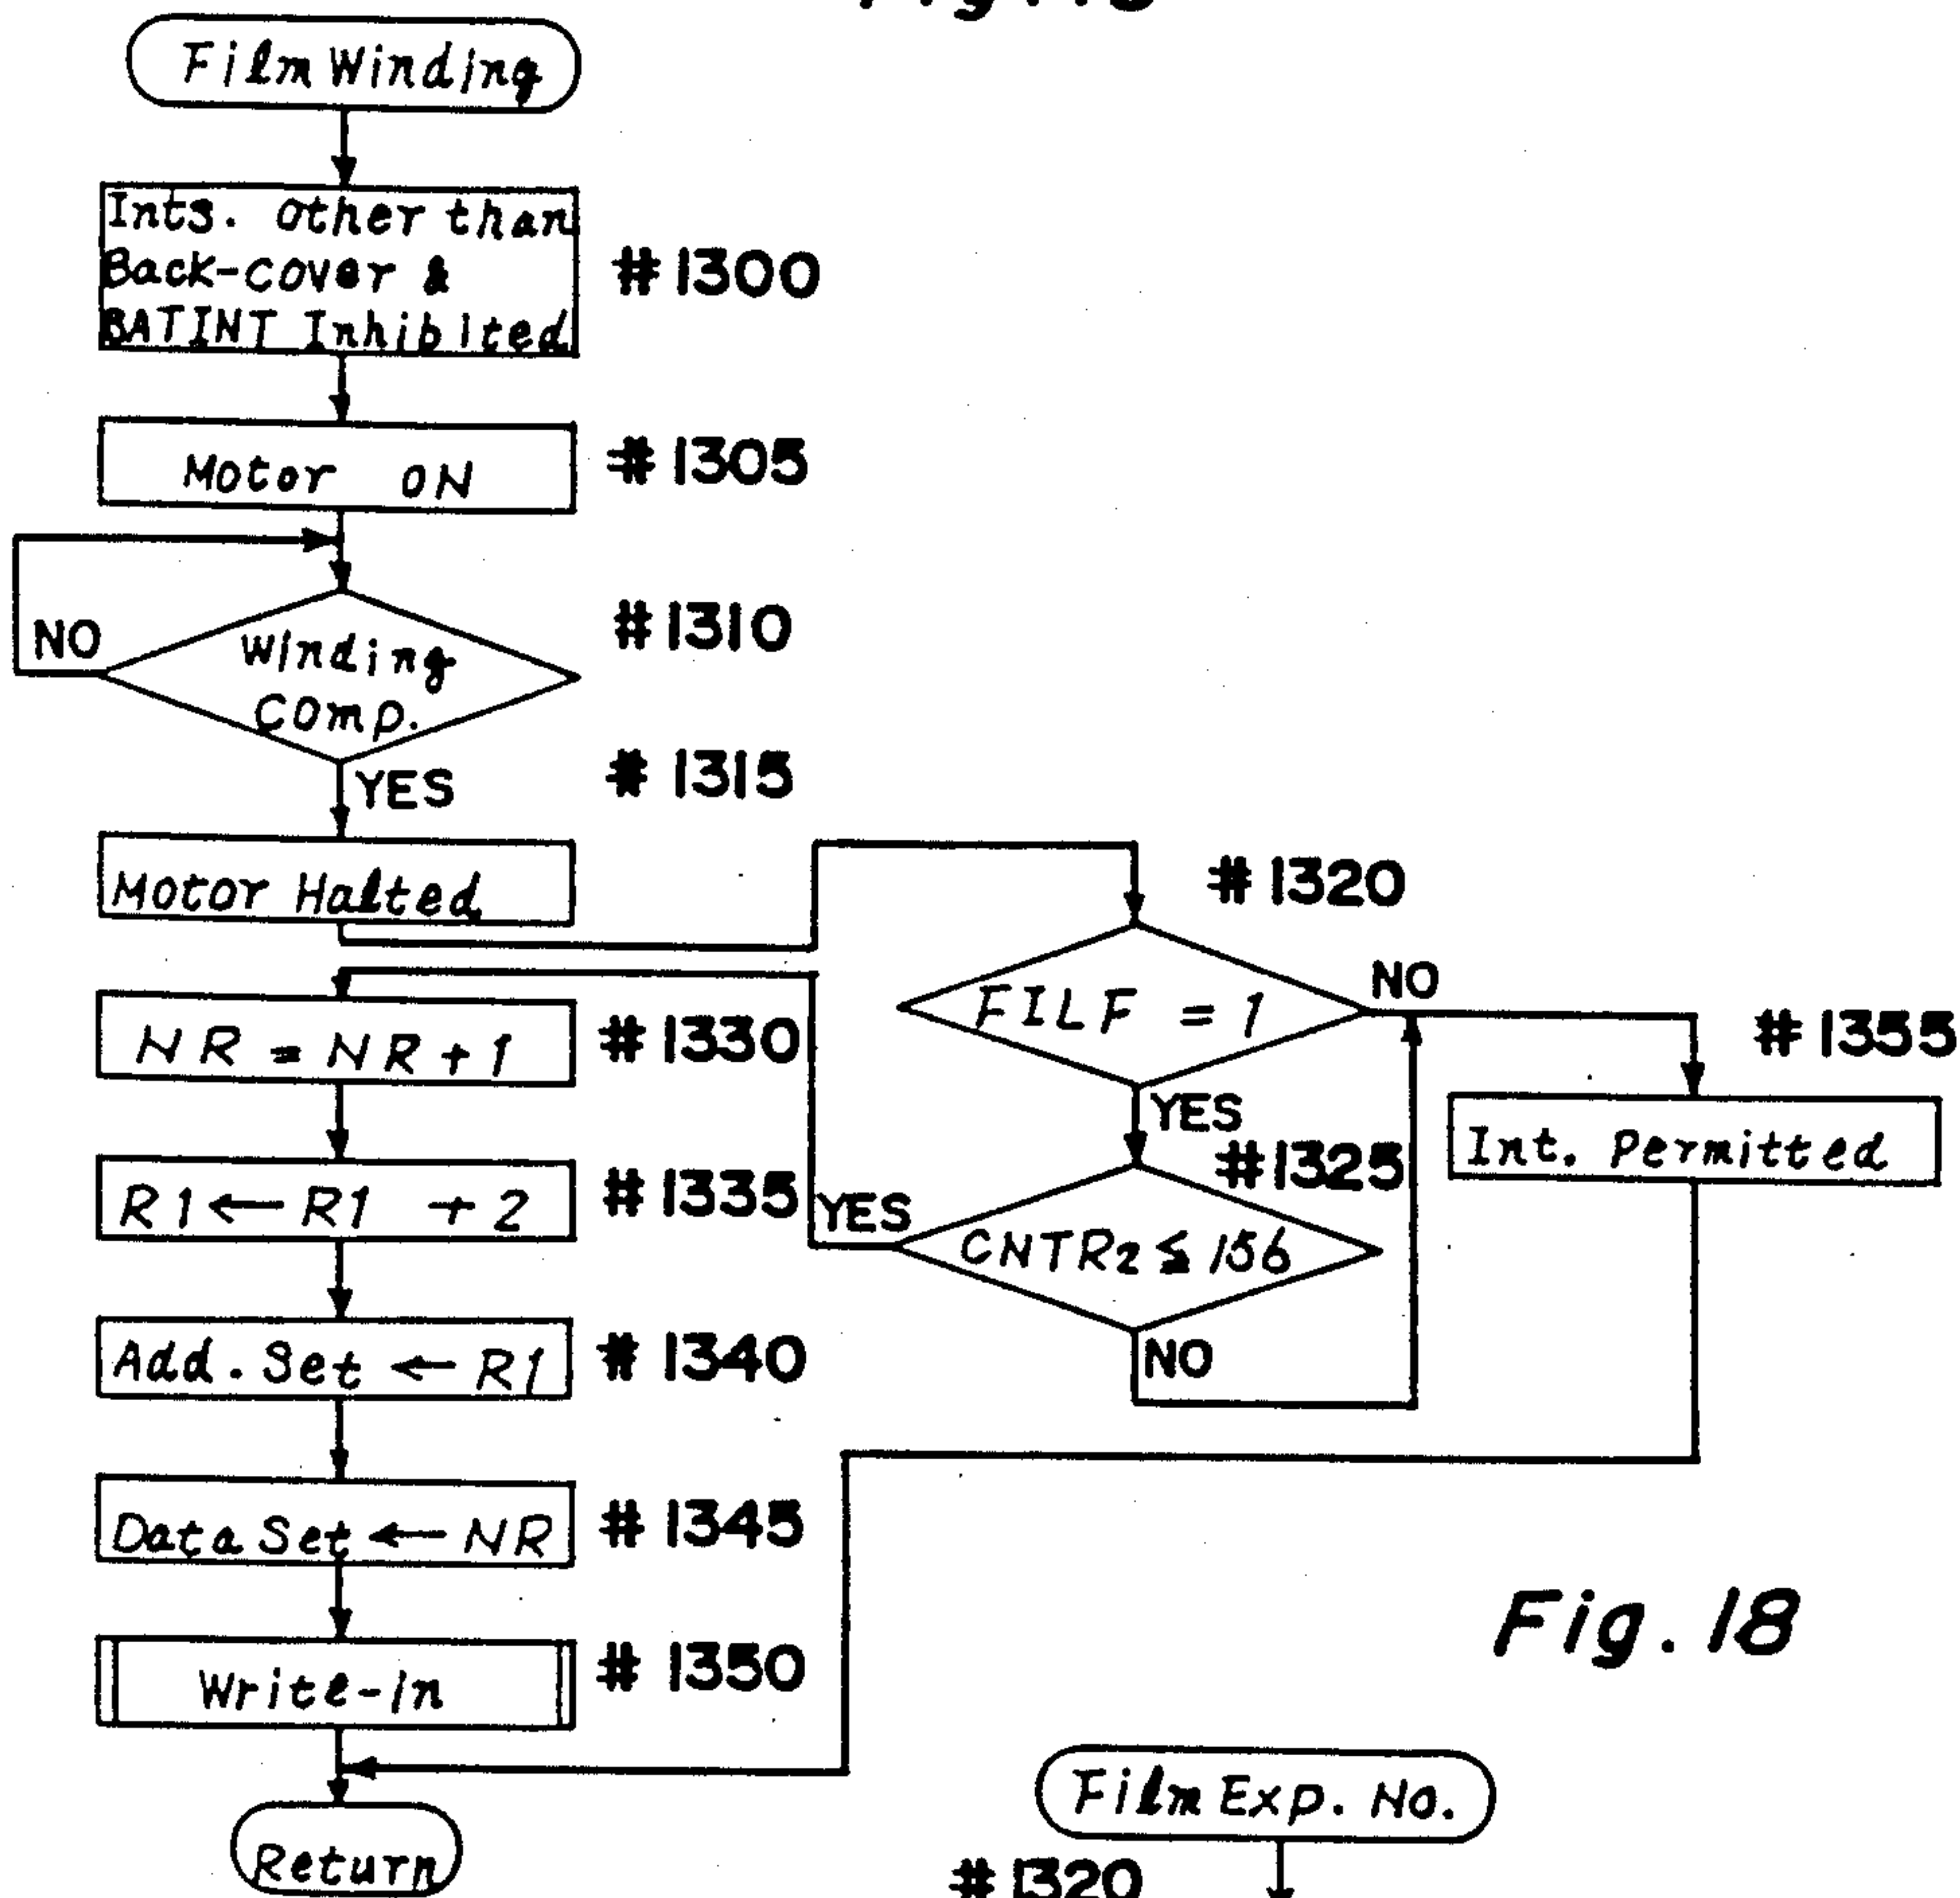 Film Winding
Ints. Other than
Back-cover &
BATINT Inhibited
#1300
Motor ON
#1305
NO
Winding
Comp.
#1310
YES
#1315
Motor Halted
#1320
FILF = 1
NO
YES
#1355
Int. Permitted
#1325
CNTR2 ≦ 156
YES
NO
NR = NR + 1
#1330
R1 ← R1 + 2
#1335
Add. Set ← R1
#1340
Data Set ← NR
#1345
Write-In
#1350
Return
Fig. 18
Film Exp. No.
#1320